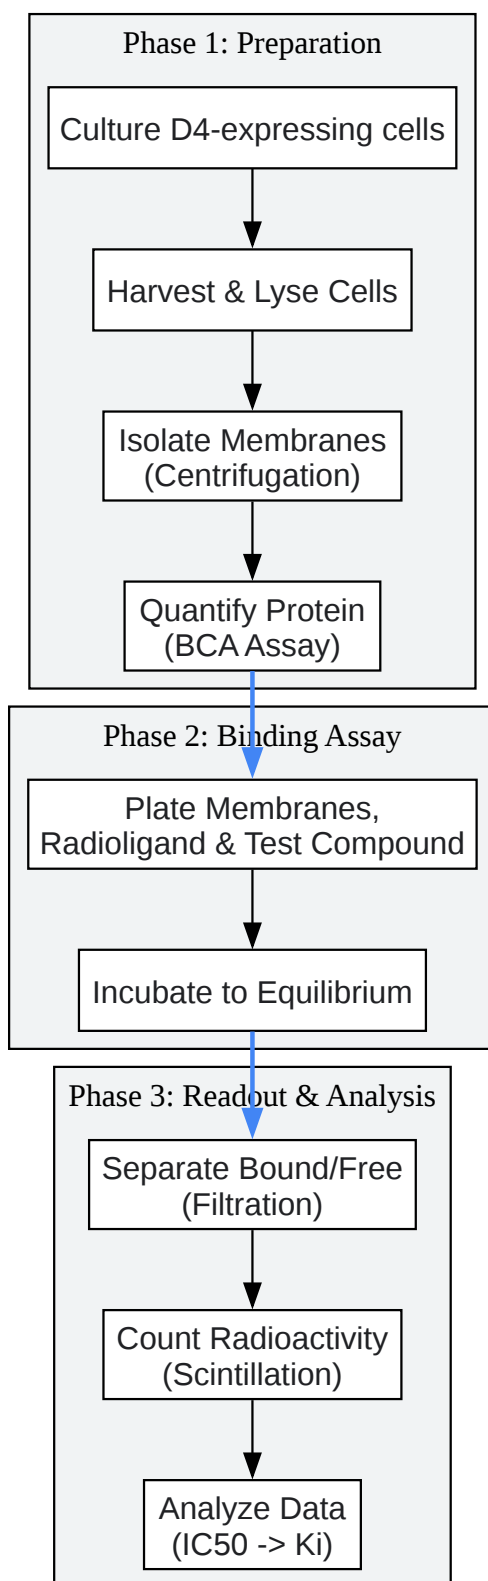 Phase 1: Preparation
Culture D4-expressing cells
Harvest & Lyse Cells
Isolate Membranes
(Centrifugation)
Quantify Protein
(BCA Assay)
Phase 2: Binding Assay
Plate Membranes,
Radioligand & Test Compound
Incubate to Equilibrium
Phase 3: Readout & Analysis
Separate Bound/Free
(Filtration)
Count Radioactivity
(Scintillation)
Analyze Data
(IC50 -> Ki)